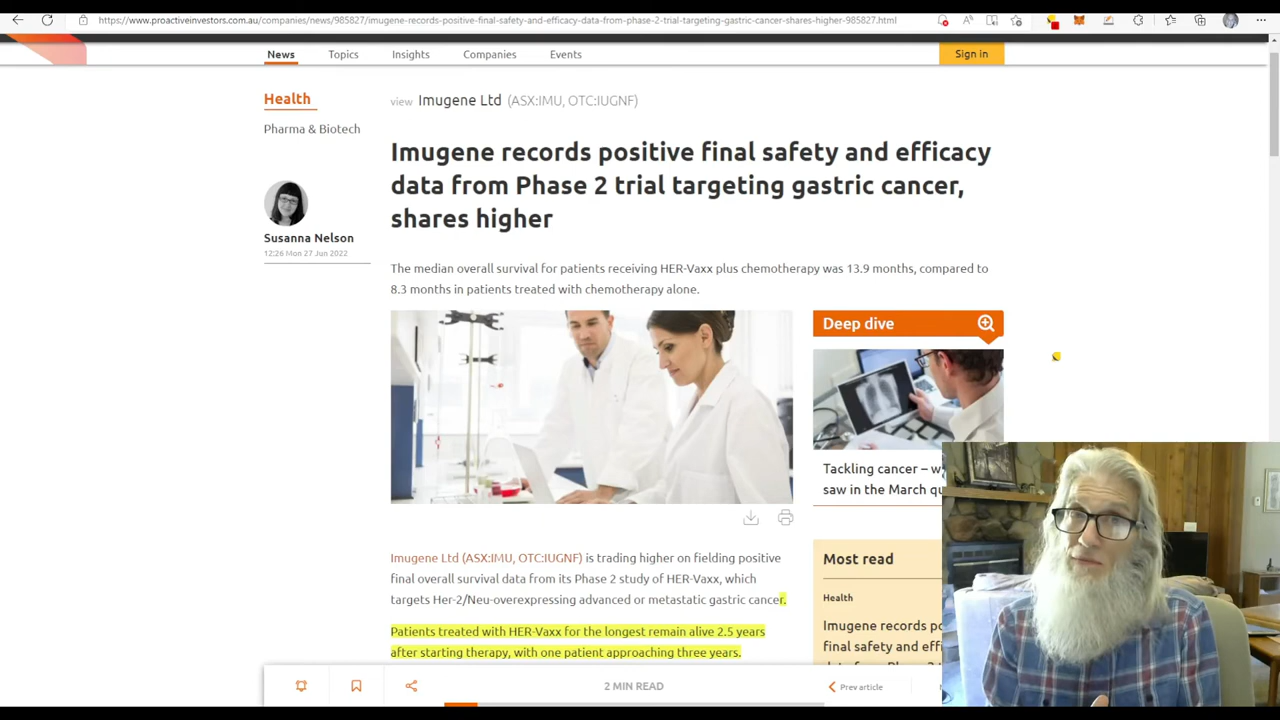 https://www.proactiveinvestors.com.au/companies/news/985827/imugene-records-positive-final-safety-and-efficacy-data-from-phase-2-trial-targeting-gastric-cancer-shares-higher-985827.html
News
Topics
Insights
Companies
Events
Sign in
Health
Pharma & Biotech
Susanna Nelson
12:26 Mon 27 Jun 2022
view Imugene Ltd (ASX:IMU, OTC:IUGNF)
Imugene records positive final safety and efficacy
data from Phase 2 trial targeting gastric cancer,
shares higher
The median overall survival for patients receiving HER-Vaxx plus chemotherapy was 13.9 months, compared to
8.3 months in patients treated with chemotherapy alone.
Deep dive
Tackling cancer –
saw in the March
Imugene Ltd (ASX:IMU, OTC:IUGNF) is trading higher on fielding positive
final overall survival data from its Phase 2 study of HER-Vaxx, which
targets Her-2/Neu-overexpressing advanced or metastatic gastric cancer.
Patients treated with HER-Vaxx for the longest remain alive 2.5 years
after starting therapy, with one patient approaching three years.
Most read
Health
Imugene records
final safety and
2 MIN READ
Prev article